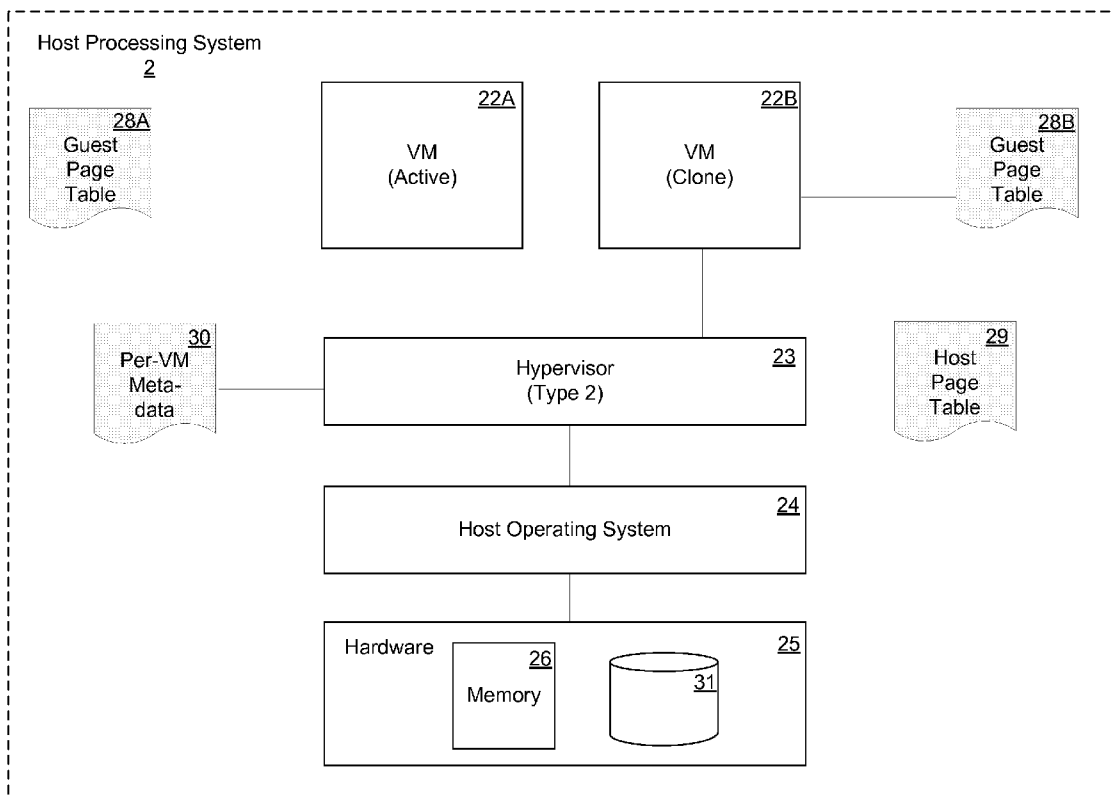 Host Processing System
2
28A
Guest
Page
Table
22A
VM
(Active)
22B
VM
(Clone)
28B
Guest
Page
Table
30
Per-VM
Meta-
data
23
Hypervisor
(Type 2)
29
Host
Page
Table
24
Host Operating System
25
Hardware
26
Memory
31